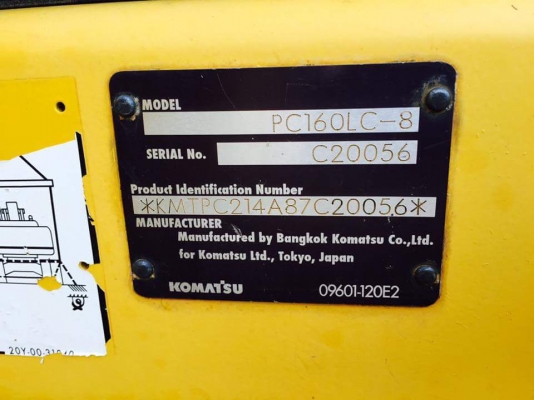 MODEL
PC160LC-8
SERIAL No.
C20056
Product Identification Number
*KMTPC214A87C20056*
MANUFACTURER
Manufactured by Bangkok Komatsu Co.,Ltd.
for Komatsu Ltd., Tokyo, Japan
KOMATSU
09601-120E2